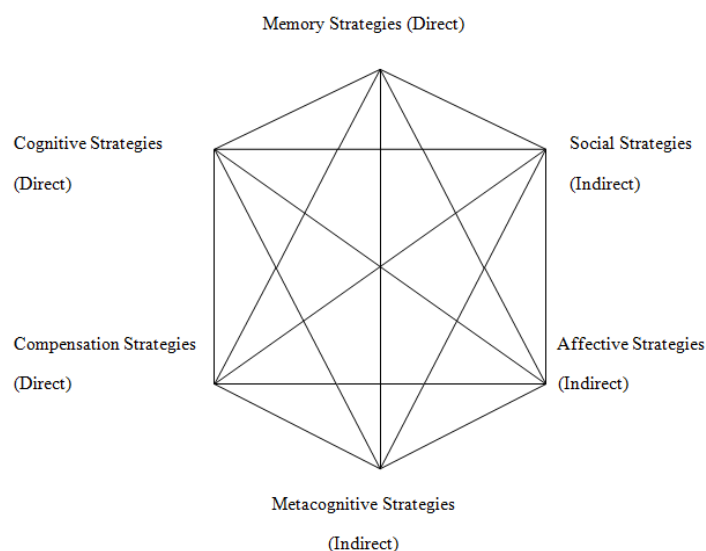 Memory Strategies (Direct)
Cognitive Strategies
(Direct)
Social Strategies
(Indirect)
Compensation Strategies
(Direct)
Affective Strategies
(Indirect)
Metacognitive Strategies
(Indirect)